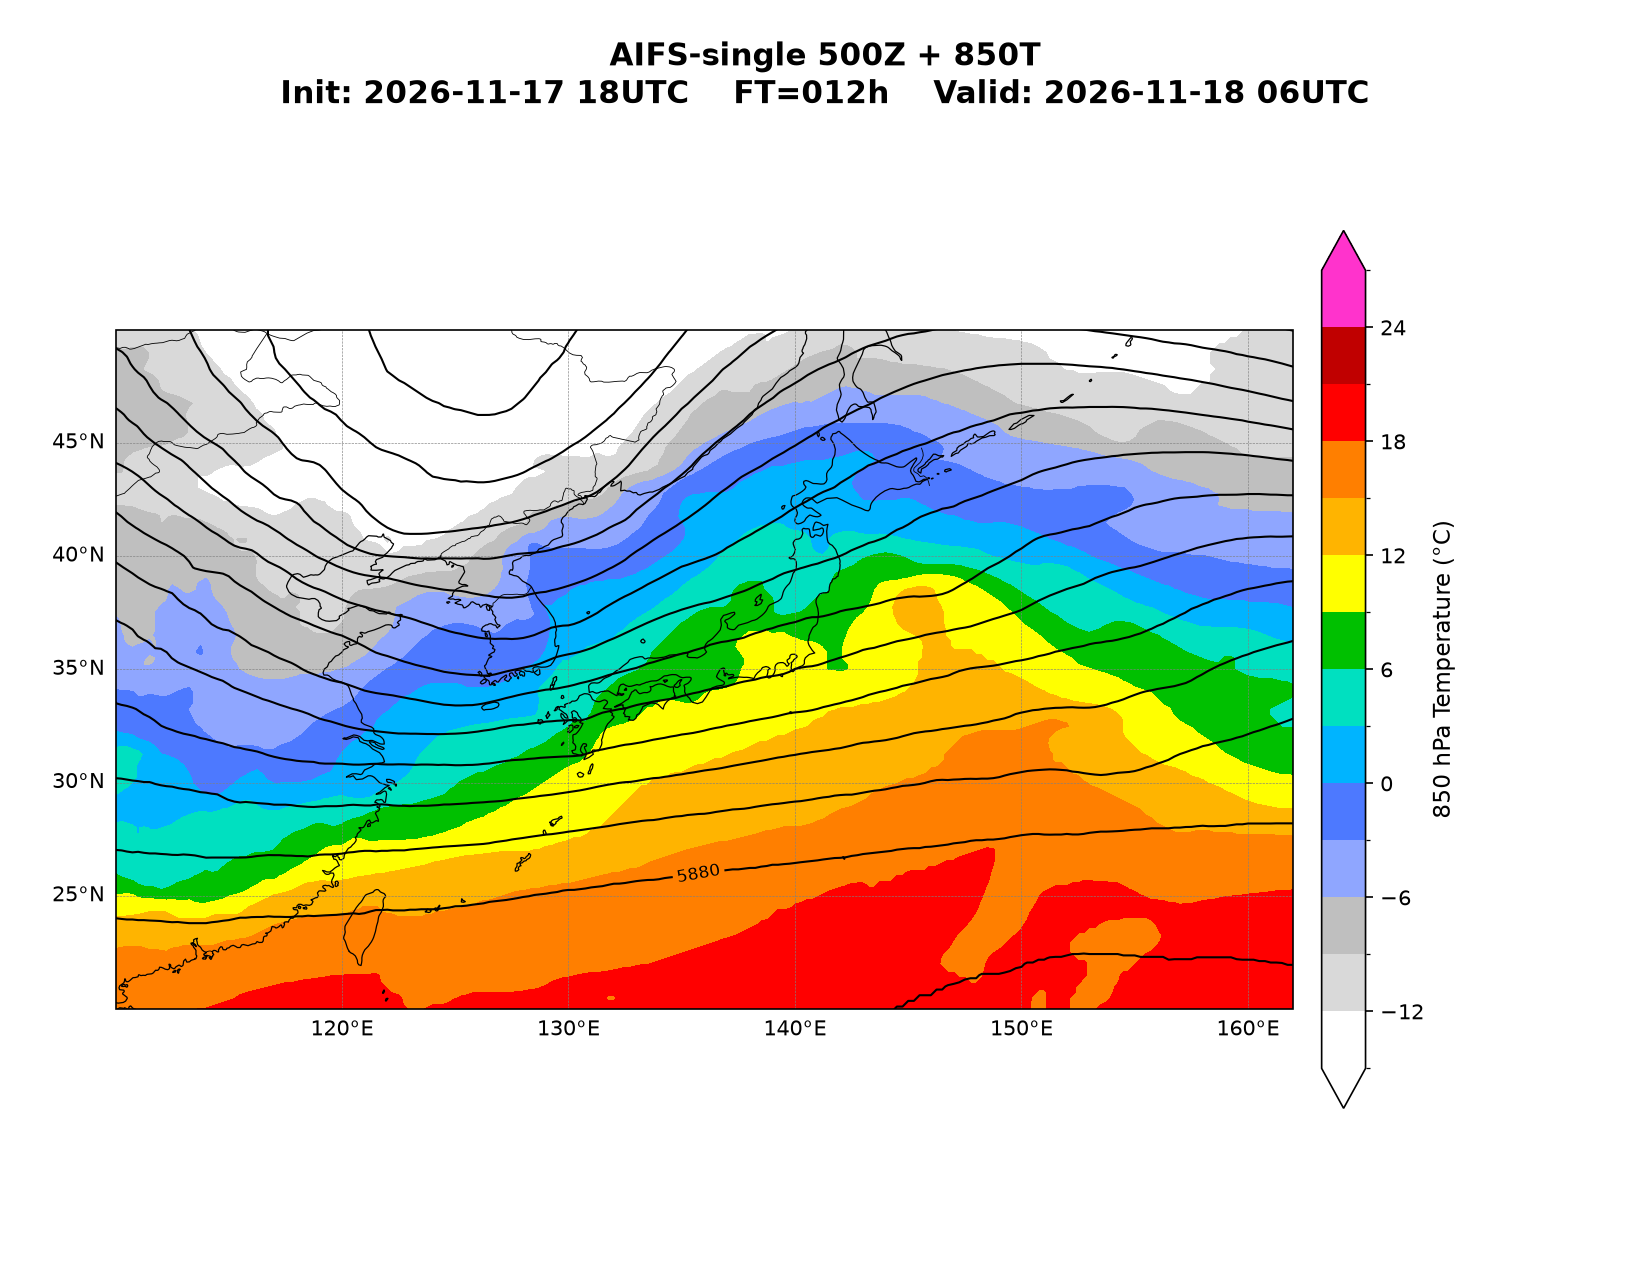 AIFS-single 500Z + 850T
Init: 2026-11-17 18UTC    FT=012h    Valid: 2026-11-18 06UTC
45°N
40°N
35°N
30°N
25°N
120°E
130°E
140°E
150°E
160°E
5880
24
18
12
6
0
−6
−12
850 hPa Temperature (°C)